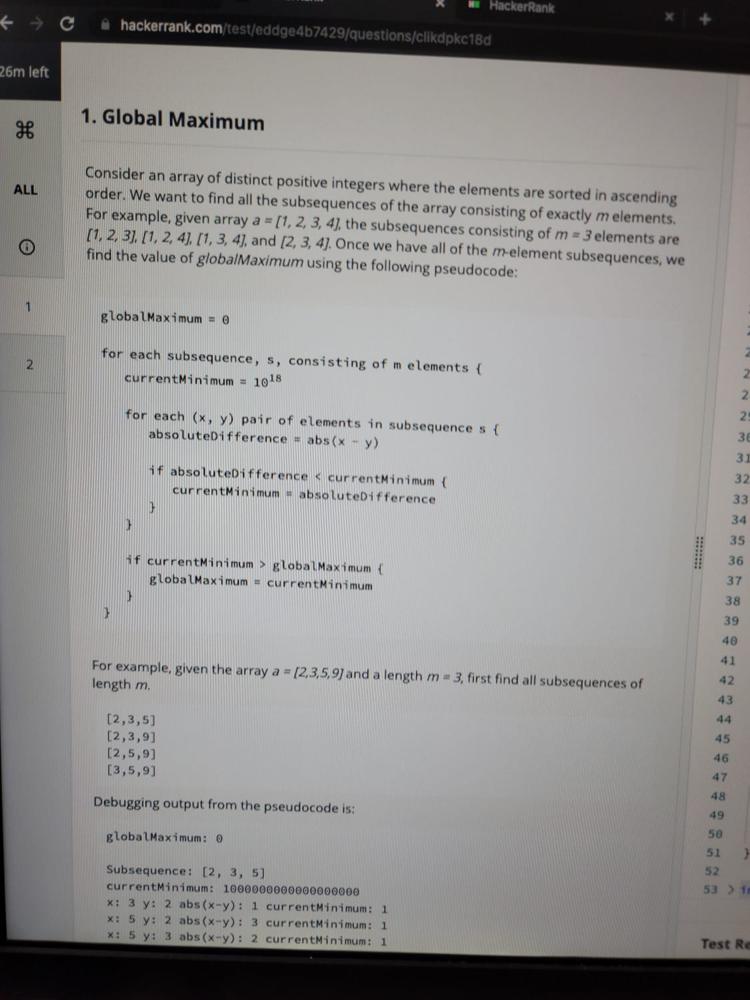 HackerRank
hackerrank.com/test/eddge4b7429/questions/clikdpkc18d
26m left
1. Global Maximum
ALL
Consider an array of distinct positive integers where the elements are sorted in ascending
order. We want to find all the subsequences of the array consisting of exactly m elements.
For example, given array a = [1, 2, 3, 4], the subsequences consisting of m = 3 elements are
[1, 2, 3], [1, 2, 4], [1, 3, 4], and [2, 3, 4]. Once we have all of the m-element subsequences, we
find the value of globalMaximum using the following pseudocode:
1
2
globalMaximum = 0
for each subsequence, s, consisting of m elements {
currentMinimum = 10^18
for each (x, y) pair of elements in subsequence s {
absoluteDifference = abs(x - y)
if absoluteDifference < currentMinimum {
currentMinimum = absoluteDifference
}
}
if currentMinimum > globalMaximum {
globalMaximum = currentMinimum
}
}
For example, given the array a = [2,3,5,9] and a length m = 3, first find all subsequences of
length m.
[2,3,5]
[2,3,9]
[2,5,9]
[3,5,9]
Debugging output from the pseudocode is:
globalMaximum: 0
Subsequence: [2, 3, 5]
currentMinimum: 1000000000000000000
x: 3 y: 2 abs(x-y): 1 currentMinimum: 1
x: 5 y: 2 abs(x-y): 3 currentMinimum: 1
x: 5 y: 3 abs(x-y): 2 currentMinimum: 1
31
32
33
34
35
36
37
38
39
40
41
42
43
44
45
46
47
48
49
50
51 }
52
53 >
Test